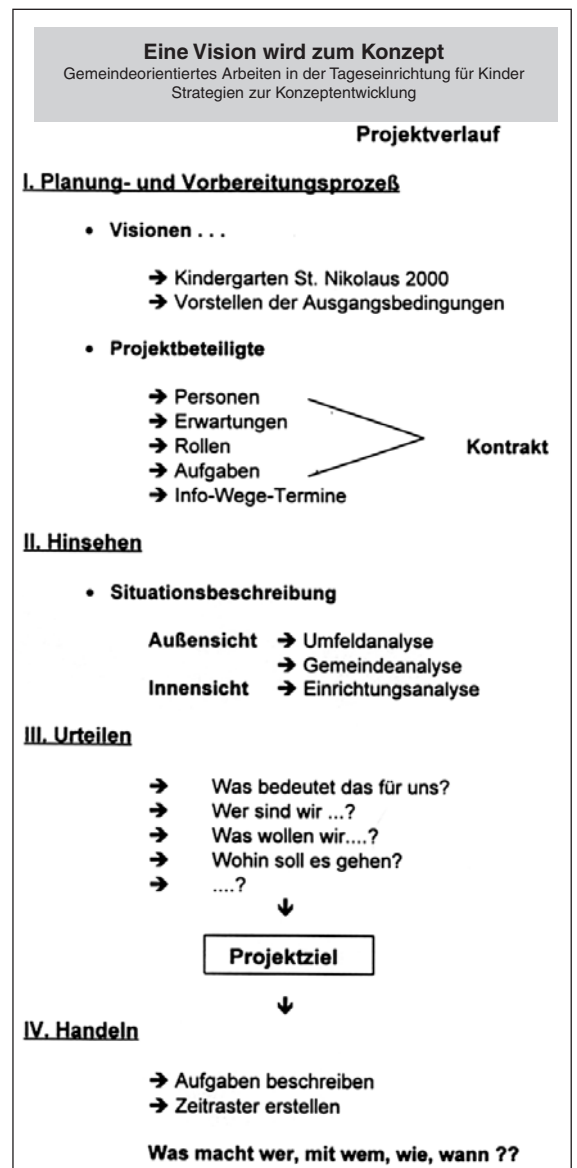 Eine Vision wird zum Konzept
Gemeindeorientiertes Arbeiten in der Tageseinrichtung für Kinder
Strategien zur Konzeptentwicklung
Projektverlauf
I. Planung- und Vorbereitungsprozeß
• Visionen . . .
➔ Kindergarten St. Nikolaus 2000
➔ Vorstellen der Ausgangsbedingungen
• Projektbeteiligte
➔ Personen
➔ Erwartungen
➔ Rollen
➔ Aufgaben
➔ Info-Wege-Termine
Kontrakt
II. Hinsehen
• Situationsbeschreibung
Außensicht ➔ Umfeldanalyse
➔ Gemeindeanalyse
Innensicht ➔ Einrichtungsanalyse
III. Urteilen
➔ Was bedeutet das für uns?
➔ Wer sind wir ...?
➔ Was wollen wir....?
➔ Wohin soll es gehen?
➔ ....?
Projektziel
IV. Handeln
➔ Aufgaben beschreiben
➔ Zeitraster erstellen
Was macht wer, mit wem, wie, wann ??